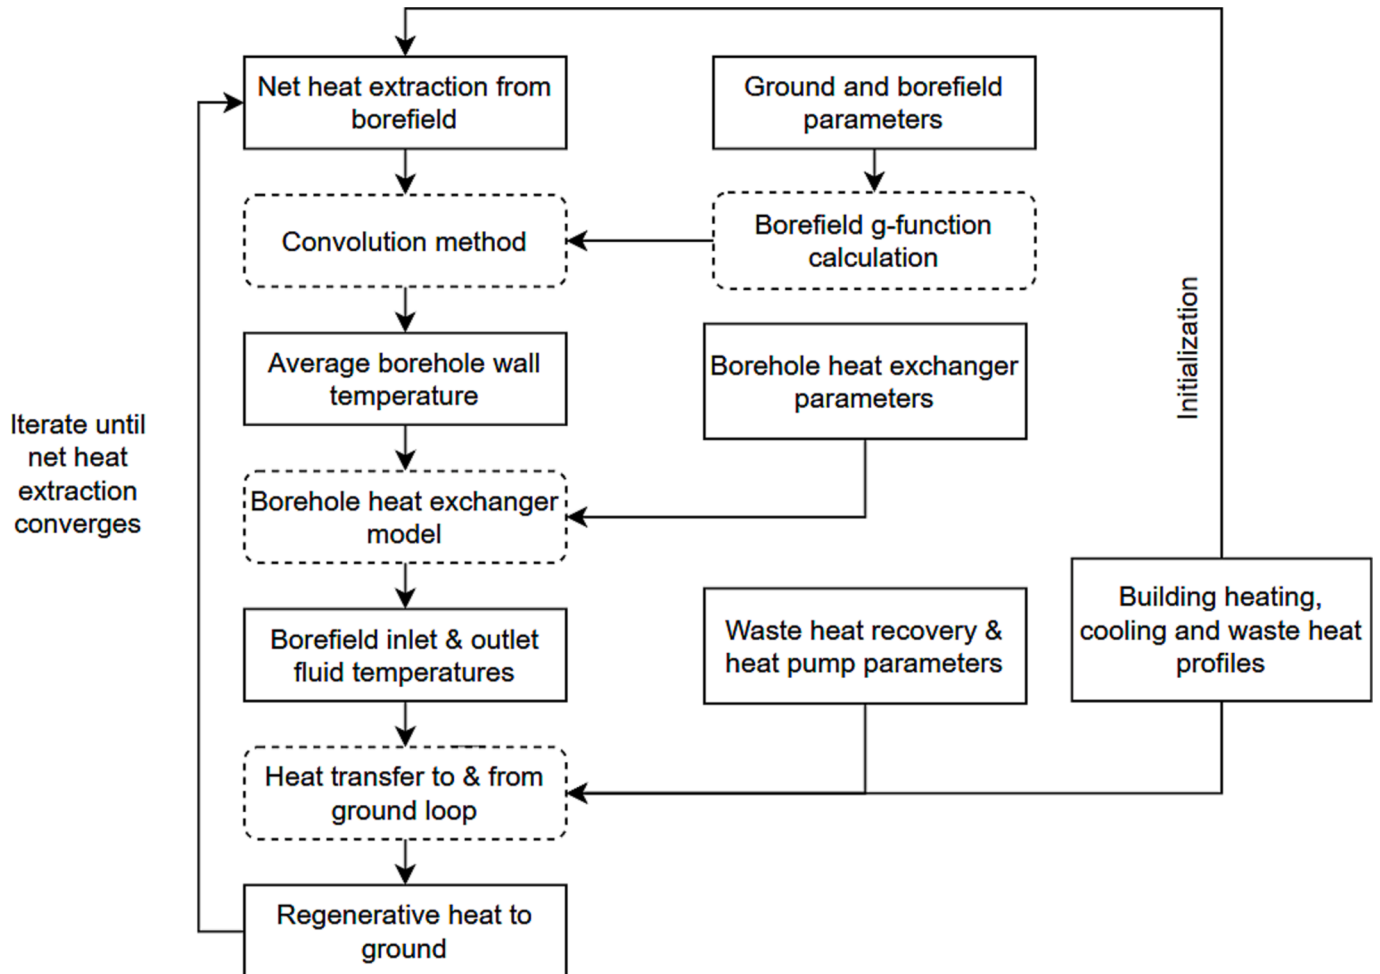 Net heat extraction from
borefield
Ground and borefield
parameters
Convolution method
Borefield g-function
calculation
Initialization
Average borehole wall
temperature
Borehole heat exchanger
parameters
Iterate until
net heat
extraction
converges
Borehole heat exchanger
model
Borefield inlet & outlet
fluid temperatures
Waste heat recovery &
heat pump parameters
Building heating,
cooling and waste heat
profiles
Heat transfer to & from
ground loop
Regenerative heat to
ground